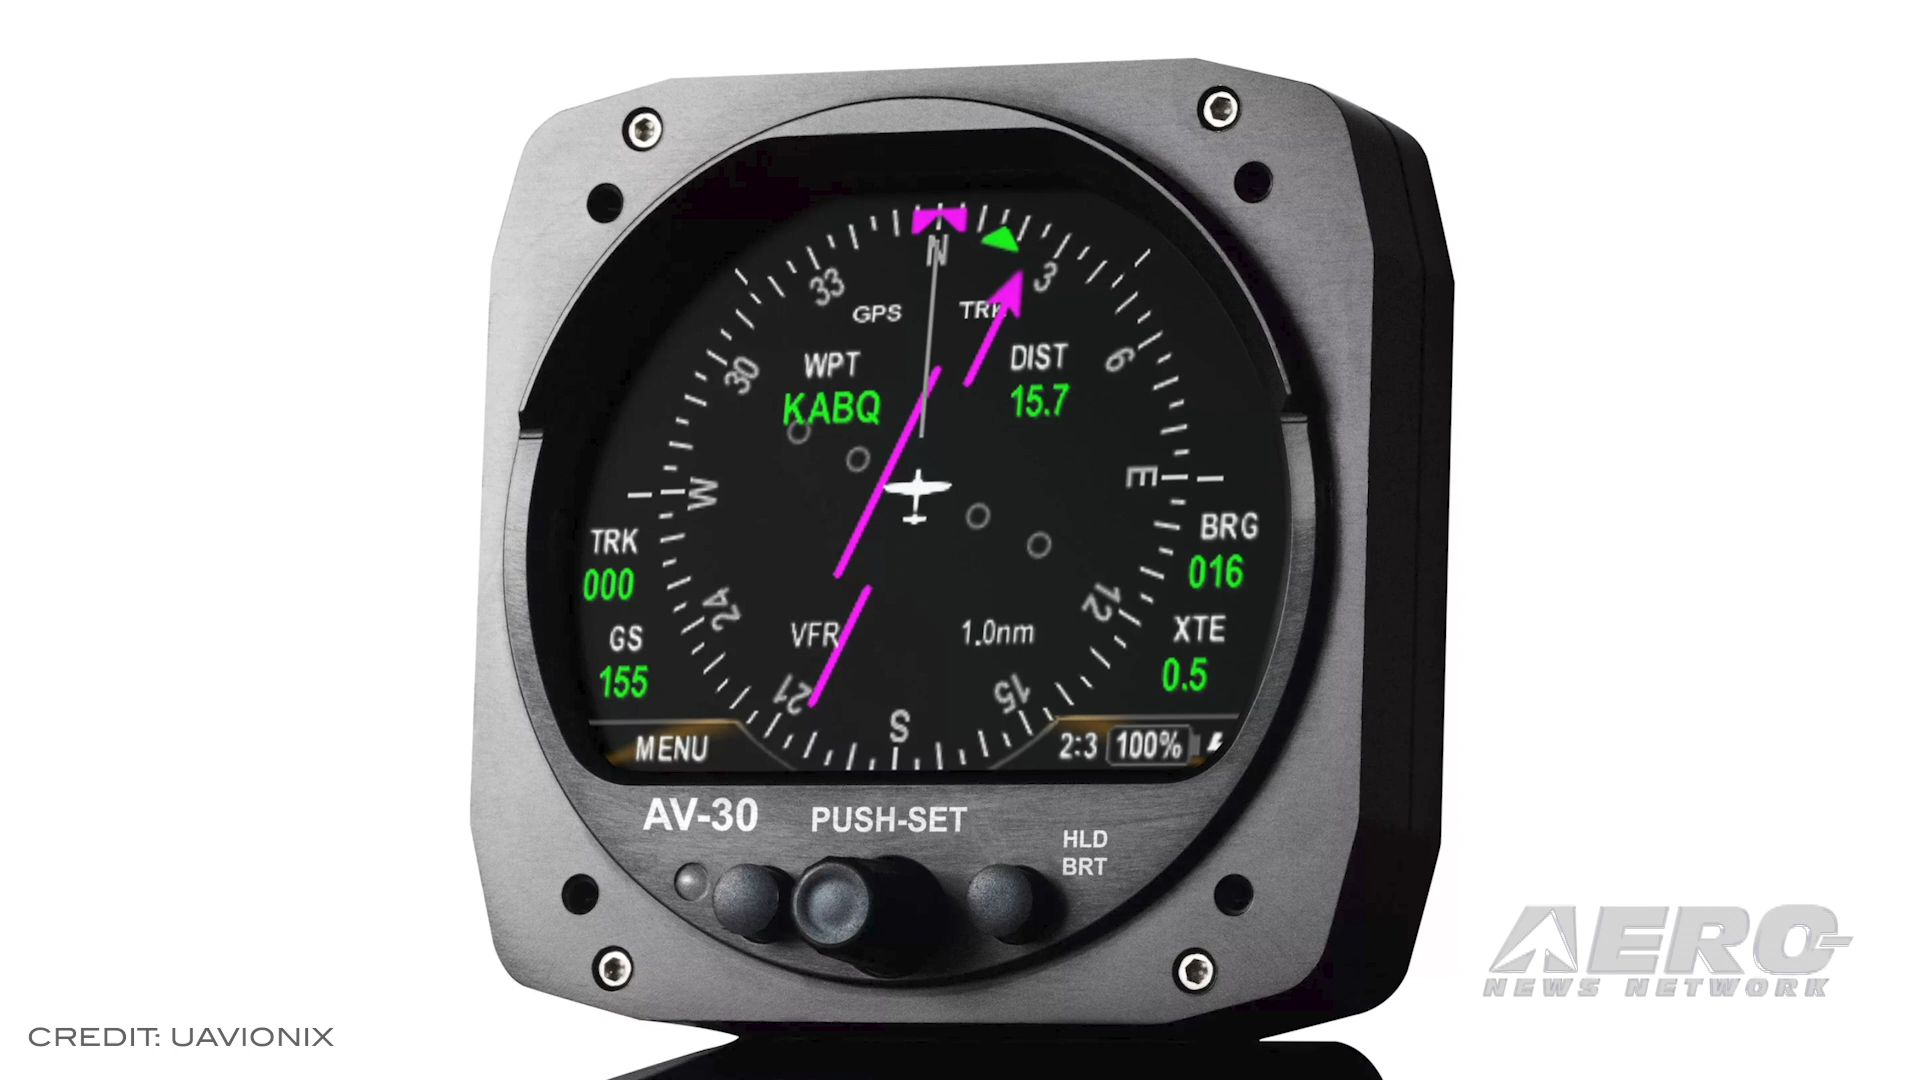 N
33
3
GPS TRK
WPT
KABQ
DIST
15.7
30
6
W
E
TRK
000
GS
155
BRG
016
XTE
0.5
24
12
VFR
1.0nm
21
15
S
MENU
2:3 100%
AV-30
PUSH-SET
HLD
BRT
AERO
NEWS NETWORK
CREDIT: UAVIONIX